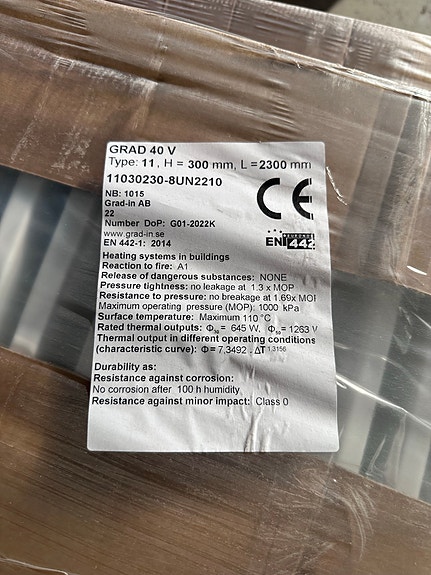 GRAD 40 V
Type: 11, H = 300 mm, L = 2300 mm
11030230-8UN2210
NB: 1015
Grad-in AB
22
Number DoP: G01-2022K
www.grad-in.se
EN 442-1: 2014
CE
EN 442
Heating systems in buildings
Reaction to fire: A1
Release of dangerous substances: NONE
Pressure tightness: no leakage at 1.3 x MOP
Resistance to pressure: no breakage at 1.69x MOP
Maximum operating pressure (MOP): 1000 kPa
Surface temperature: Maximum 110 °C
Rated thermal outputs: Φ₃₀= 645 W, Φ₅₀= 1263 W
Thermal output in different operating conditions
(characteristic curve): Φ= 7,3492 . ΔT 1,3156
Durability as:
Resistance against corrosion:
No corrosion after 100 h humidity
Resistance against minor impact: Class 0